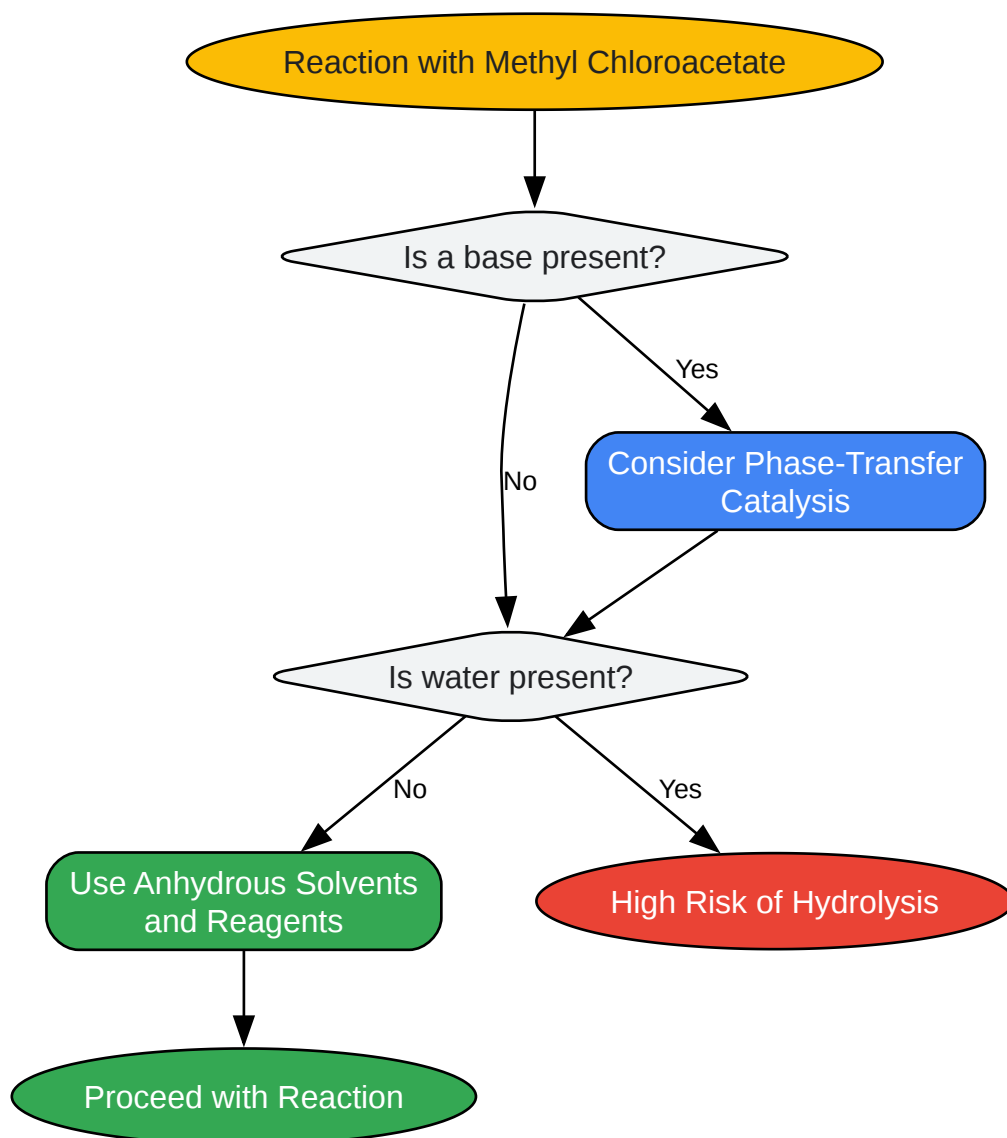 Reaction with Methyl Chloroacetate
Is a base present?
Yes
Consider Phase-Transfer
Catalysis
No
Is water present?
No
Yes
Use Anhydrous Solvents
and Reagents
High Risk of Hydrolysis
Proceed with Reaction